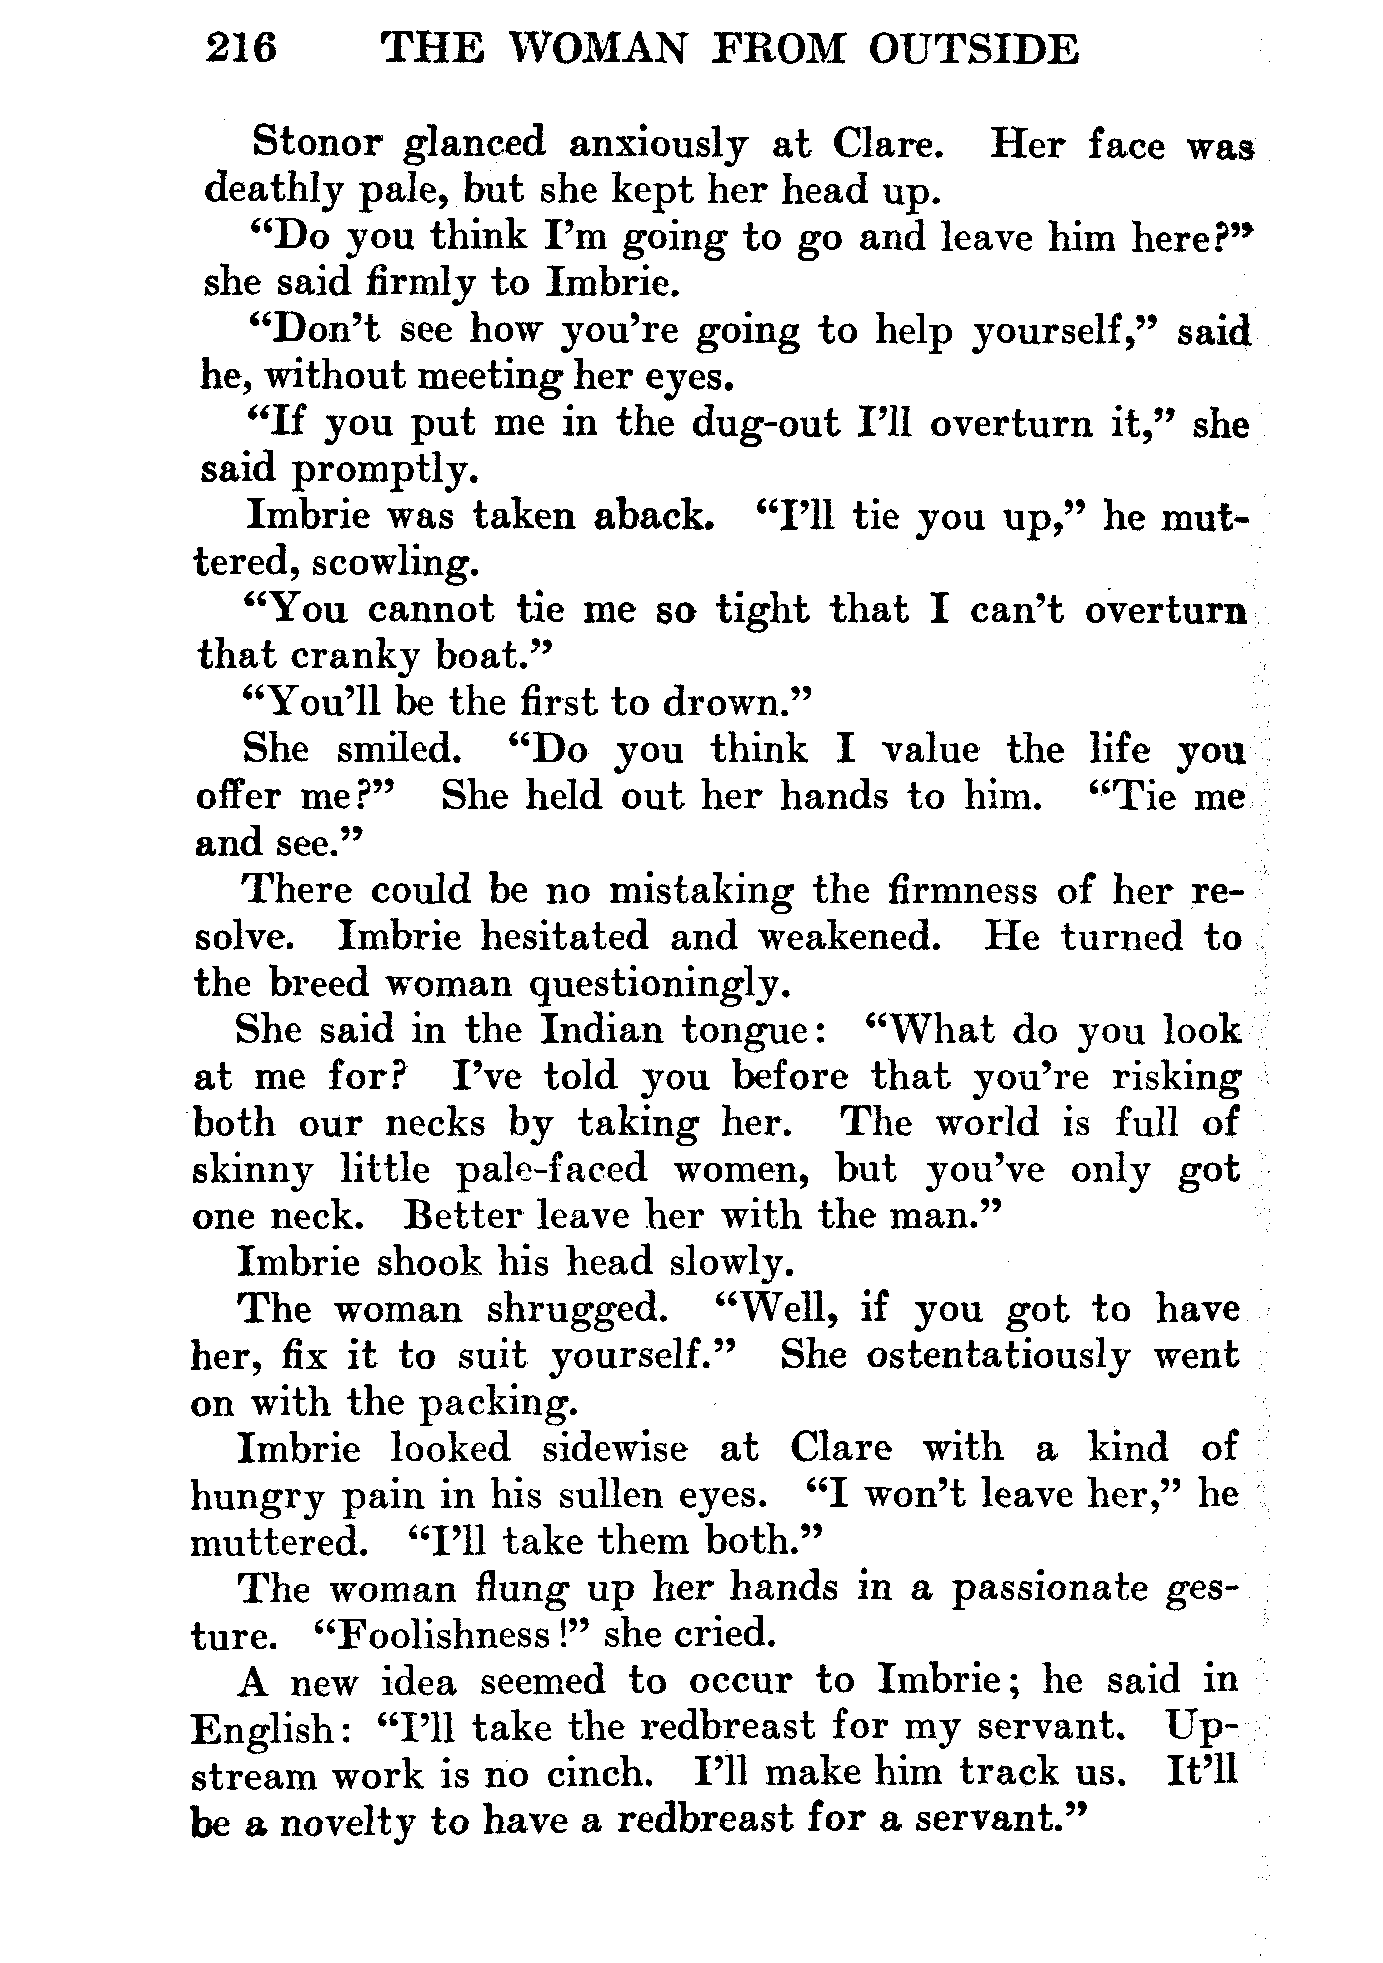 216 THE WOMAN FROM OUTSIDE
Stonor glanced anxiously at Clare. Her face was
deathly pale, but she kept her head up.
“Do you think I’m going to go and leave him here?”
she said firmly to Imbrie.
“Don’t see how you’re going to help yourself,” said
he, without meeting her eyes.
“If you put me in the dug-out I’ll overturn it,” she
said promptly.
Imbrie was taken aback. “I’ll tie you up,” he mut-
tered, scowling.
“You cannot tie me so tight that I can’t overturn
that cranky boat.”
“You’ll be the first to drown.”
She smiled. “Do you think I value the life you
offer me?” She held out her hands to him. “Tie me
and see.”
There could be no mistaking the firmness of her re-
solve. Imbrie hesitated and weakened. He turned to
the breed woman questioningly.
She said in the Indian tongue: “What do you look
at me for? I’ve told you before that you’re risking
both our necks by taking her. The world is full of
skinny little pale-faced women, but you’ve only got
one neck. Better leave her with the man.”
Imbrie shook his head slowly.
The woman shrugged. “Well, if you got to have
her, fix it to suit yourself.” She ostentatiously went
on with the packing.
Imbrie looked sidewise at Clare with a kind of
hungry pain in his sullen eyes. “I won’t leave her,” he
muttered. “I’ll take them both.”
The woman flung up her hands in a passionate ges-
ture. “Foolishness!” she cried.
A new idea seemed to occur to Imbrie; he said in
English: “I’ll take the redbreast for my servant. Up-
stream work is no cinch. I’ll make him track us. It’ll
be a novelty to have a redbreast for a servant.”